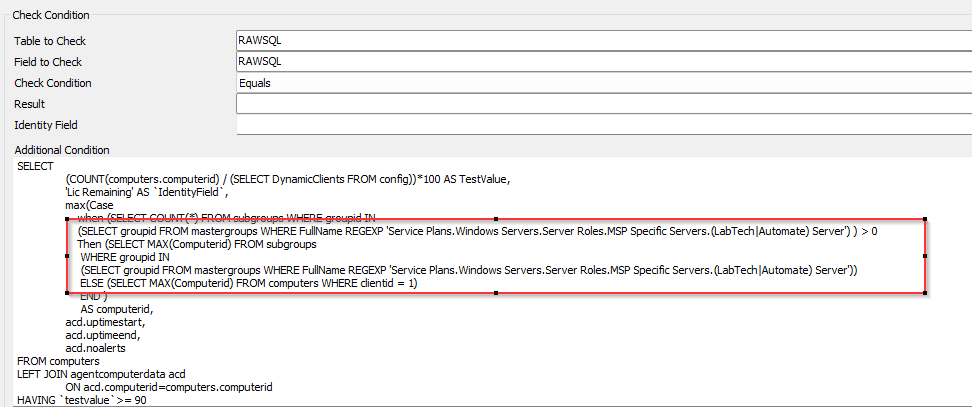 Check Condition
Table to Check RAWSQL
Field to Check RAWSQL
Check Condition Equals
Result
Identity Field
Additional Condition
SELECT
(COUNT(computers.computerid) / (SELECT DynamicClients FROM config))*100 AS TestValue,
'Lic Remaining' AS `IdentityField`,
max(Case
when (SELECT COUNT(*) FROM subgroups WHERE groupid IN
(SELECT groupid FROM mastergroups WHERE FullName REGEXP 'Service Plans.Windows Servers.Server Roles.MSP Specific Servers.(LabTech|Automate) Server') ) > 0
Then (SELECT MAX(Computerid) FROM subgroups
WHERE groupid IN
(SELECT groupid FROM mastergroups WHERE FullName REGEXP 'Service Plans.Windows Servers.Server Roles.MSP Specific Servers.(LabTech|Automate) Server'))
ELSE (SELECT MAX(Computerid) FROM computers WHERE clientid = 1)
END )
AS computerid,
acd.uptimestart,
acd.uptimeend,
acd.noalerts
FROM computers
LEFT JOIN agentcomputerdata acd
ON acd.computerid=computers.computerid
HAVING `testvalue`>= 90